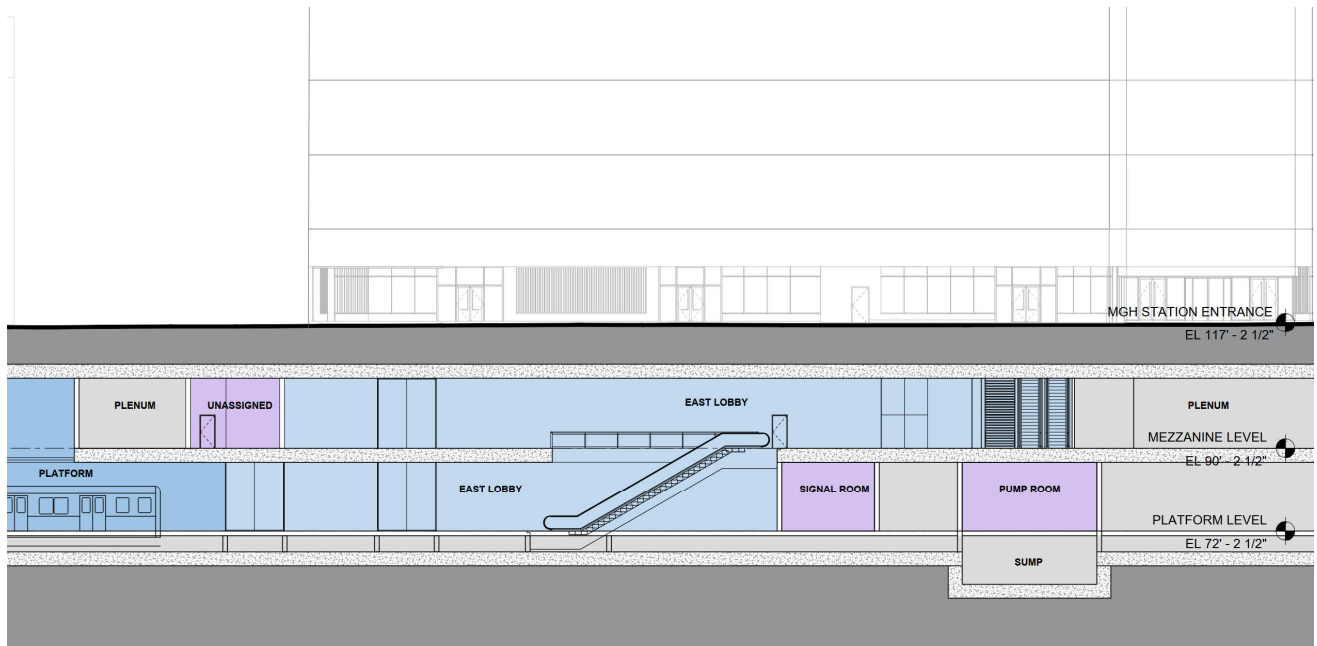 MGH STATION ENTRANCE
EL 117' - 2 1/2"
PLENUM
UNASSIGNED
EAST LOBBY
PLENUM
MEZZANINE LEVEL
EL 90' - 2 1/2"
PLATFORM
EAST LOBBY
SIGNAL ROOM
PUMP ROOM
PLATFORM LEVEL
EL 72' - 2 1/2"
SUMP